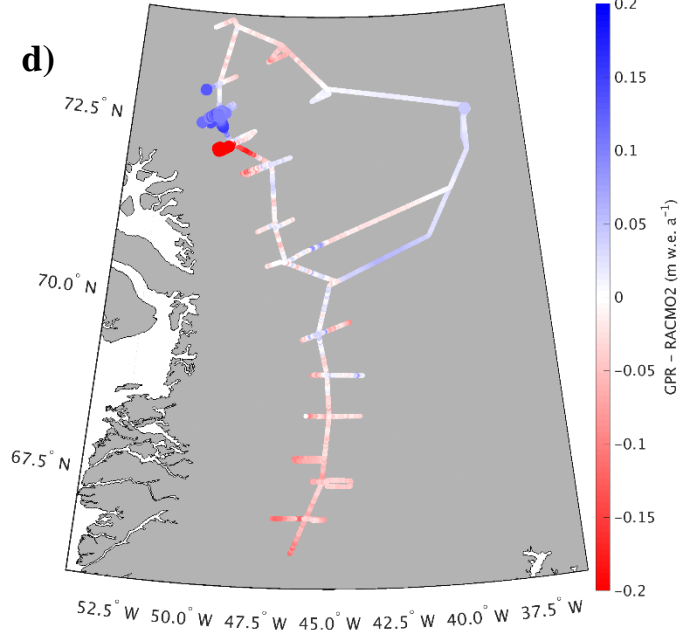 d)
72.5° N
70.0° N
67.5° N
52.5° W 50.0° W 47.5° W 45.0° W 42.5° W 40.0° W 37.5° W
0.2
0.15
0.1
0.05
0
−0.05
−0.1
−0.15
−0.2
GPR − RACMO2 (m w.e. a⁻¹)